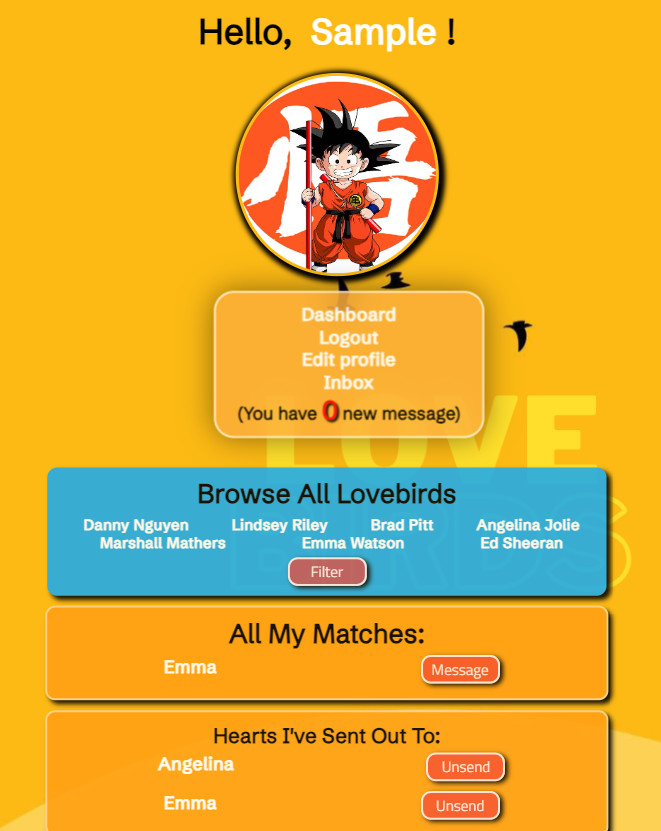 Hello, Sample !
悟
Dashboard
Logout
Edit profile
Inbox
(You have 0 new message)
LOVE
BIRDS
Browse All Lovebirds
Danny Nguyen Lindsey Riley Brad Pitt Angelina Jolie
Marshall Mathers Emma Watson Ed Sheeran
Filter
All My Matches:
Emma Message
Hearts I've Sent Out To:
Angelina Unsend
Emma Unsend